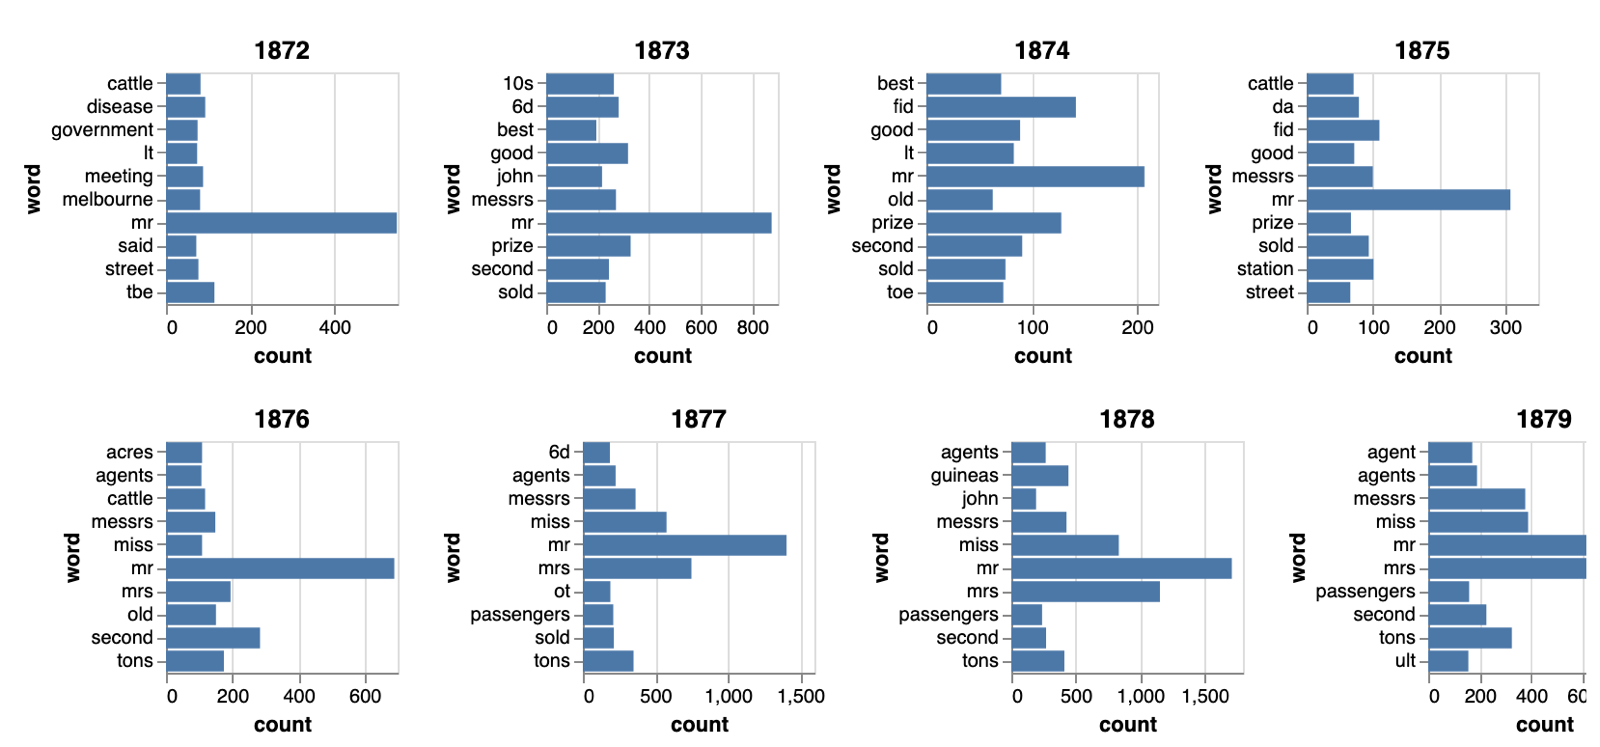 1872
word
cattle
disease
government
lt
meeting
melbourne
mr
said
street
tbe
0 200 400
count
1873
word
10s
6d
best
good
john
messrs
mr
prize
second
sold
0 200 400 600 800
count
1874
word
best
fid
good
lt
mr
old
prize
second
sold
toe
0 100 200
count
1875
word
cattle
da
fid
good
messrs
mr
prize
sold
station
street
0 100 200 300
count
1876
word
acres
agents
cattle
messrs
miss
mr
mrs
old
second
tons
0 200 400 600
count
1877
word
6d
agents
messrs
miss
mr
mrs
ot
passengers
sold
tons
0 500 1,000 1,500
count
1878
word
agents
guineas
john
messrs
miss
mr
mrs
passengers
second
tons
0 500 1,000 1,500
count
1879
word
agent
agents
messrs
miss
mr
mrs
passengers
second
tons
ult
0 200 400 60
count